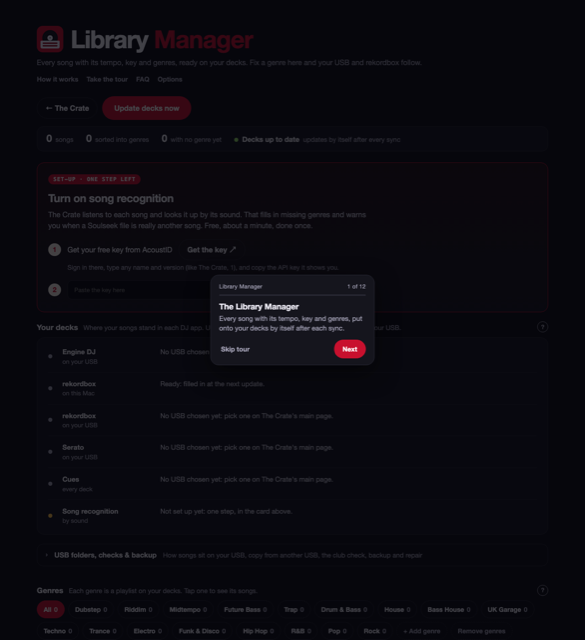 Library Manager
Every song with its tempo, key and genres, ready on your decks. Fix a genre here and your USB and rekordbox follow.
How it works Take the tour FAQ Options
← The Crate Update decks now
0 songs 0 sorted into genres 0 with no genre yet Decks up to date updates by itself after every sync
SET-UP · ONE STEP LEFT
Turn on song recognition
The Crate listens to each song and looks it up by its sound. That fills in missing genres and warns
you when a Soulseek file is really another song. Free, about a minute, done once.
1 Get your free key from AcoustID Get the key ↗
Sign in there, type any name and version (like The Crate, 1), and copy the API key it shows you.
2 Paste the key here
Library Manager 1 of 12
The Library Manager
Every song with its tempo, key and genres, put
onto your decks by itself after each sync.
Skip tour Next
Your decks Where your songs stand in each DJ app. USB. ?
Engine DJ No USB chosen
on your USB
rekordbox Ready: filled in at the next update.
on this Mac
rekordbox No USB chosen yet: pick one on The Crate's main page.
on your USB
Serato No USB chosen yet: pick one on The Crate's main page.
on your USB
Cues No USB chosen yet: pick one on The Crate's main page.
every deck
Song recognition Not set up yet: one step, in the card above.
by sound
› USB folders, checks & backup How songs sit on your USB, copy from another USB, the club check, backup and repair
Genres Each genre is a playlist on your decks. Tap one to see its songs. ?
All 0 Dubstep 0 Riddim 0 Midtempo 0 Future Bass 0 Trap 0 Drum & Bass 0 House 0 Bass House 0 UK Garage 0
Techno 0 Trance 0 Electro 0 Funk & Disco 0 Hip Hop 0 R&B 0 Pop 0 Rock 0 + Add genre Remove genres